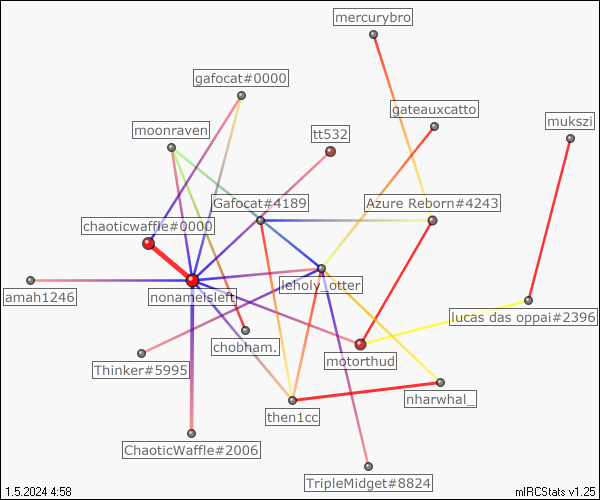 mercurybro
gafocat#0000
gateauxcatto
mukszi
moonraven
tt532
Gafocat#4189
Azure Reborn#4243
chaoticwaffle#0000
leholy_otter
amah1246
nonameisleft
lucas das oppai#2396
chobham.
motorthud
Thinker#5995
nharwhal_
then1cc
ChaoticWaffle#2006
TripleMidget#8824
1.5.2024 4:58
mIRCStats v1.25